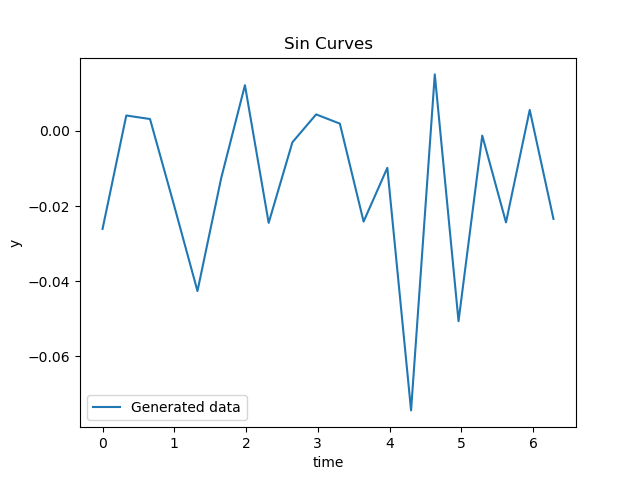 Sin Curves
y
0.00
−0.02
−0.04
−0.06
Generated data
0 1 2 3 4 5 6
time